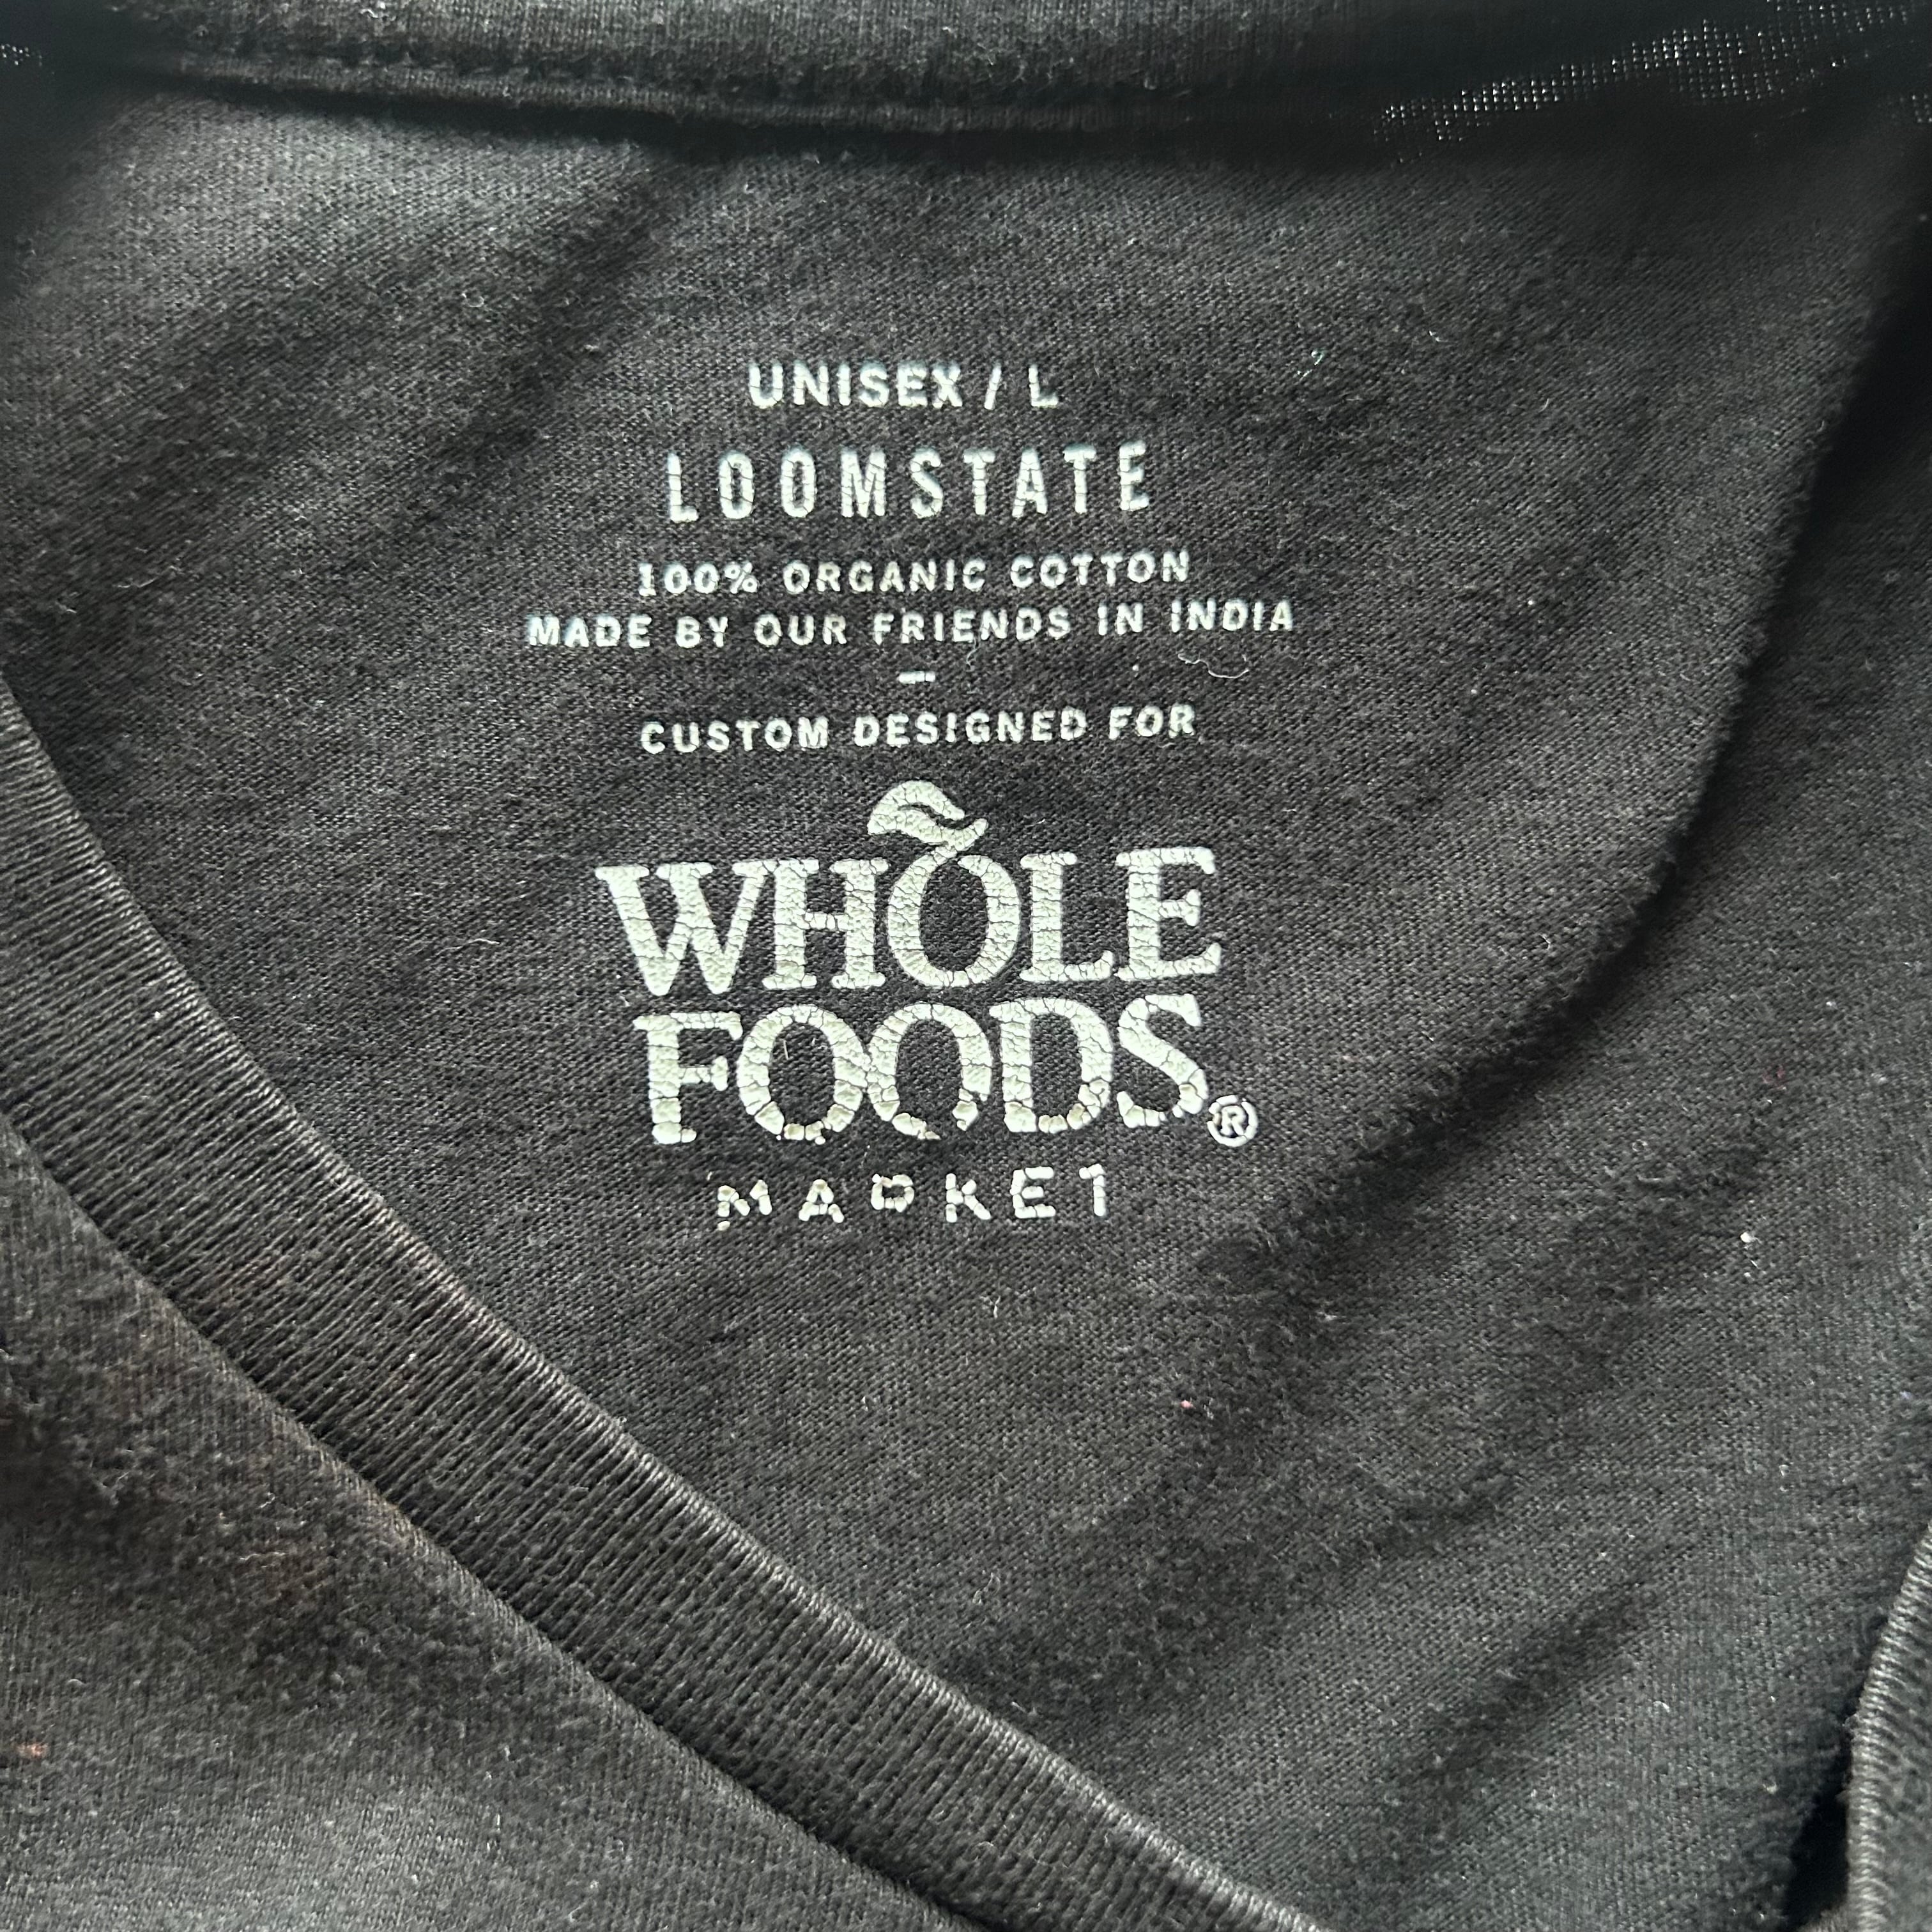 UNISEX / L
LOOMSTATE
100% ORGANIC COTTON
MADE BY OUR FRIENDS IN INDIA
–
CUSTOM DESIGNED FOR
WHOLE
FOODS®
MARKET